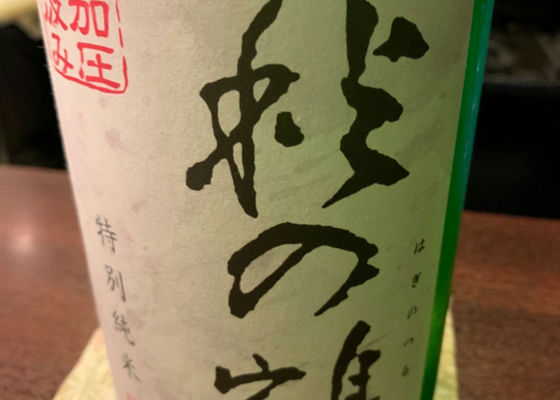 はぎのつる
萩の鶴
特別純米
加圧
汲み